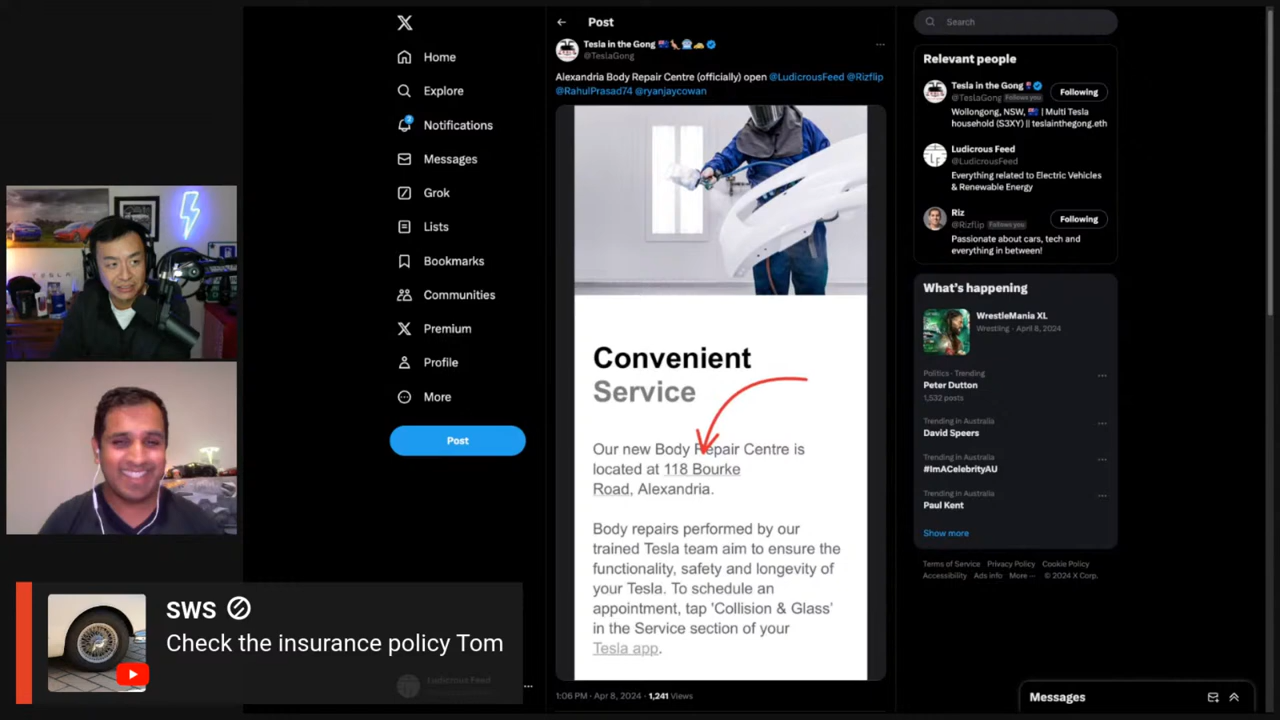 Home
Explore
2
Notifications
Messages
Grok
Lists
Bookmarks
Communities
Premium
Profile
More
Post
Ludicrous Feed
TESLA
SWS
Check the insurance policy Tom
Post
Tesla in the Gong
@TeslaGong
Alexandria Body Repair Centre (officially) open @LudicrousFeed @Rizflip
@RahulPrasad74 @ryanjaycowan
Convenient
Service
Our new Body Repair Centre is
located at 118 Bourke
Road, Alexandria.
Body repairs performed by our
trained Tesla team aim to ensure the
functionality, safety and longevity of
your Tesla. To schedule an
appointment, tap 'Collision & Glass'
in the Service section of your
Tesla app.
1:06 PM · Apr 8, 2024 · 1,241 Views
Search
Relevant people
Tesla in the Gong
@TeslaGong Follows you
Following
Wollongong, NSW, | Multi Tesla
household (S3XY) || teslainthegong.eth
Ludicrous Feed
@LudicrousFeed
Everything related to Electric Vehicles
& Renewable Energy
Riz
@Rizflip Follows you
Following
Passionate about cars, tech and
everything in between!
What's happening
WrestleMania XL
Wrestling · April 8, 2024
Politics · Trending
Peter Dutton
1,532 posts
Trending in Australia
David Speers
Trending in Australia
#ImACelebrityAU
Trending in Australia
Paul Kent
Show more
Terms of Service Privacy Policy Cookie Policy
Accessibility Ads info More ··· © 2024 X Corp.
Messages